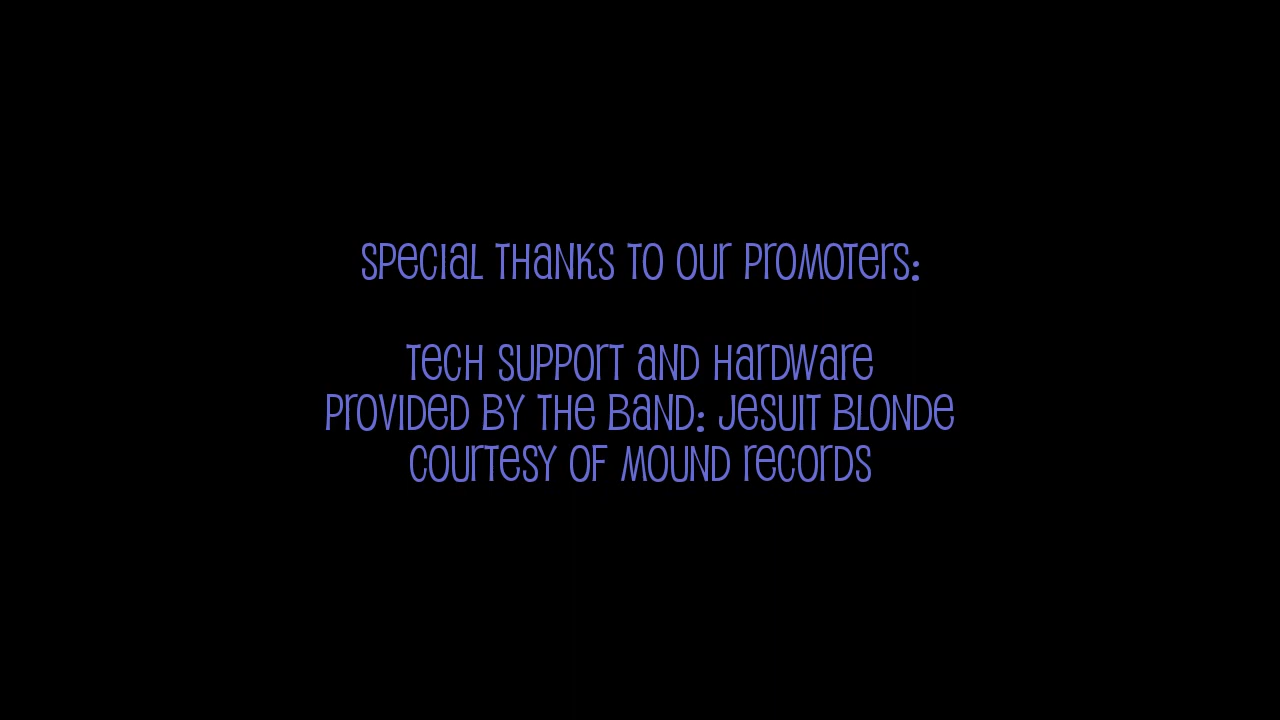 Special Thanks to our promoters:
Tech Support and Hardware
Provided by the band: Jesuit Blonde
Courtesy of Mound Records